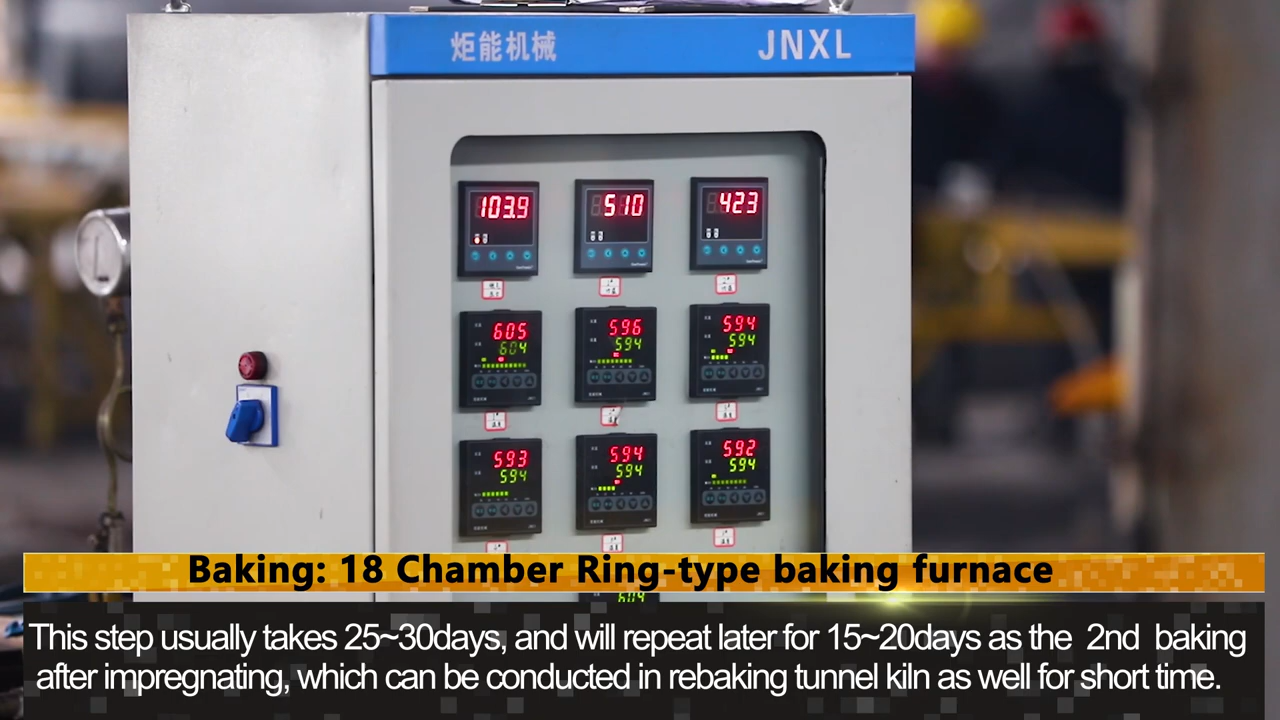 炬能机械 JNXL
103.9 510 423
605 596 594
604 594 594
593 594 592
594 594 594
Baking: 18 Chamber Ring-type baking furnace
604
This step usually takes 25~30days, and will repeat later for 15~20days as the 2nd baking
after impregnating, which can be conducted in rebaking tunnel kiln as well for short time.